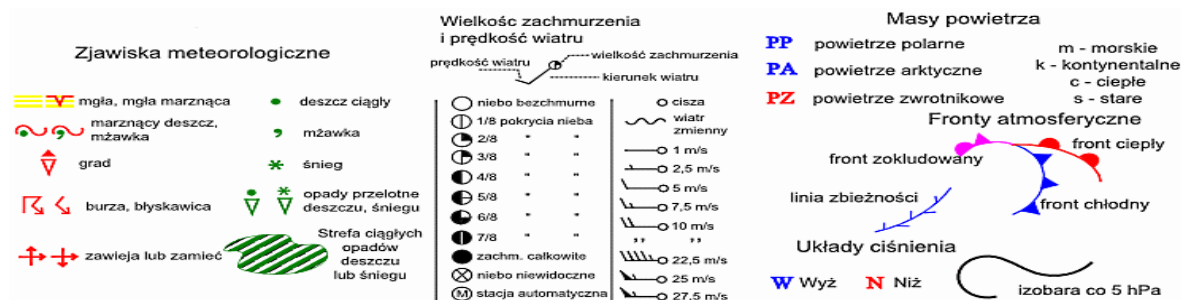 Zjawiska meteorologiczne
mgła, mgła marznąca
marznący deszcz,
mżawka
grad
burza, błyskawica
zawieja lub zamieć
deszcz ciągły
mżawka
śnieg
opady przelotne
deszczu, śniegu
Strefa ciągłych
opadów
deszczu
lub śniegu
Wielkośc zachmurzenia
i prędkość wiatru
prędkość wiatru
wielkość zachmurzenia
kierunek wiatru
niebo bezchmurne
1/8 pokrycia nieba
2/8 " "
3/8 " "
4/8 " "
5/8 " "
6/8 " "
7/8 " "
zachm. całkowite
niebo niewidoczne
M stacja automatyczna
cisza
wiatr
zmienny
1 m/s
2,5 m/s
5 m/s
7,5 m/s
10 m/s
" "
22,5 m/s
25 m/s
27,5 m/s
Masy powietrza
PP powietrze polarne
PA powietrze arktyczne
PZ powietrze zwrotnikowe
m - morskie
k - kontynentalne
c - ciepłe
s - stare
Fronty atmosferyczne
front ciepły
front zokludowany
linia zbieżności
front chłodny
Układy ciśnienia
W Wyż N Niż
izobara co 5 hPa